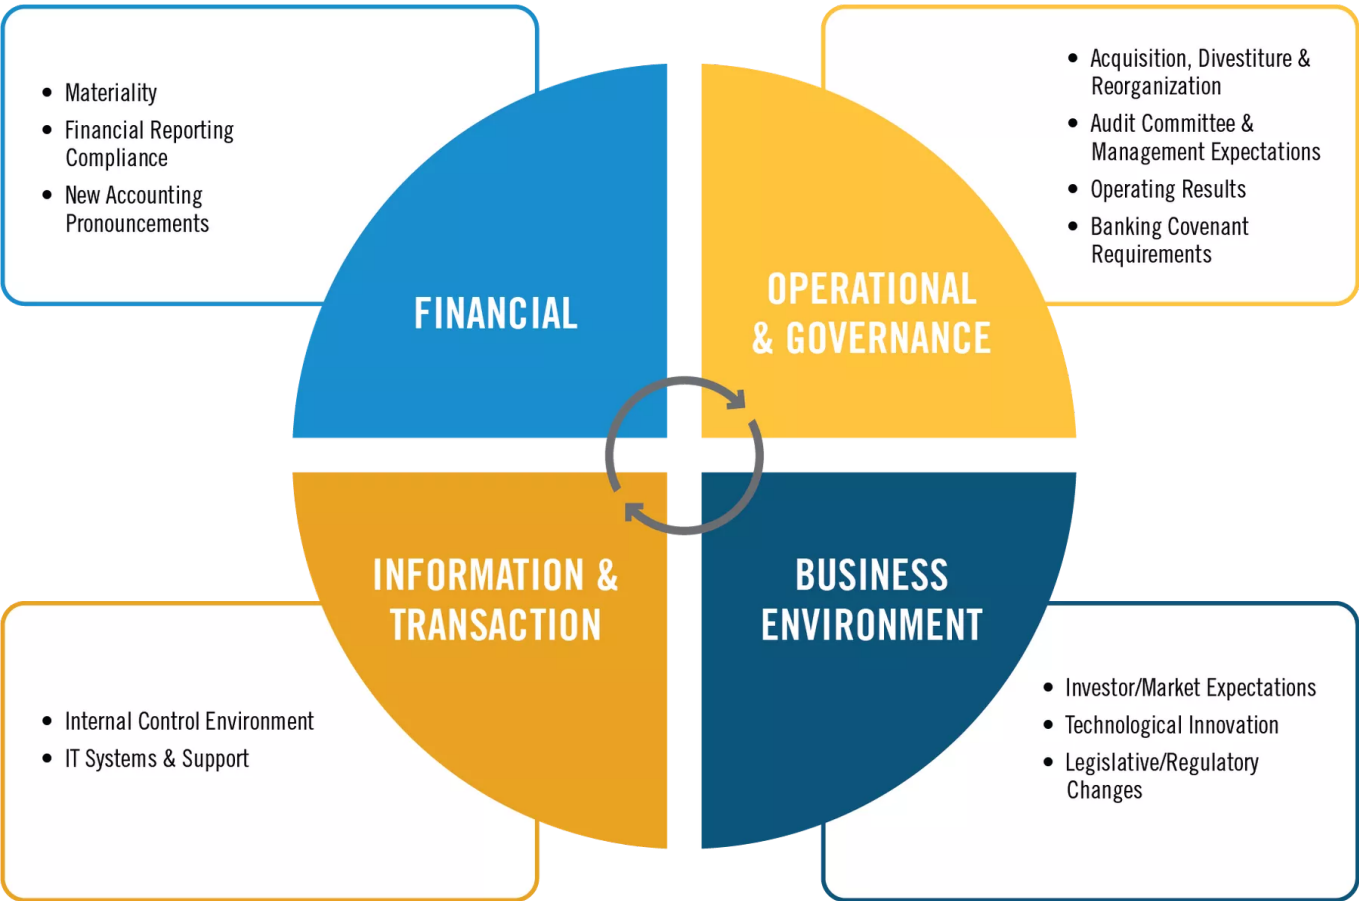 • Materiality
• Financial Reporting
Compliance
• New Accounting
Pronouncements
• Acquisition, Divestiture &
Reorganization
• Audit Committee &
Management Expectations
• Operating Results
• Banking Covenant
Requirements
FINANCIAL
OPERATIONAL
& GOVERNANCE
INFORMATION &
TRANSACTION
BUSINESS
ENVIRONMENT
• Internal Control Environment
• IT Systems & Support
• Investor/Market Expectations
• Technological Innovation
• Legislative/Regulatory
Changes